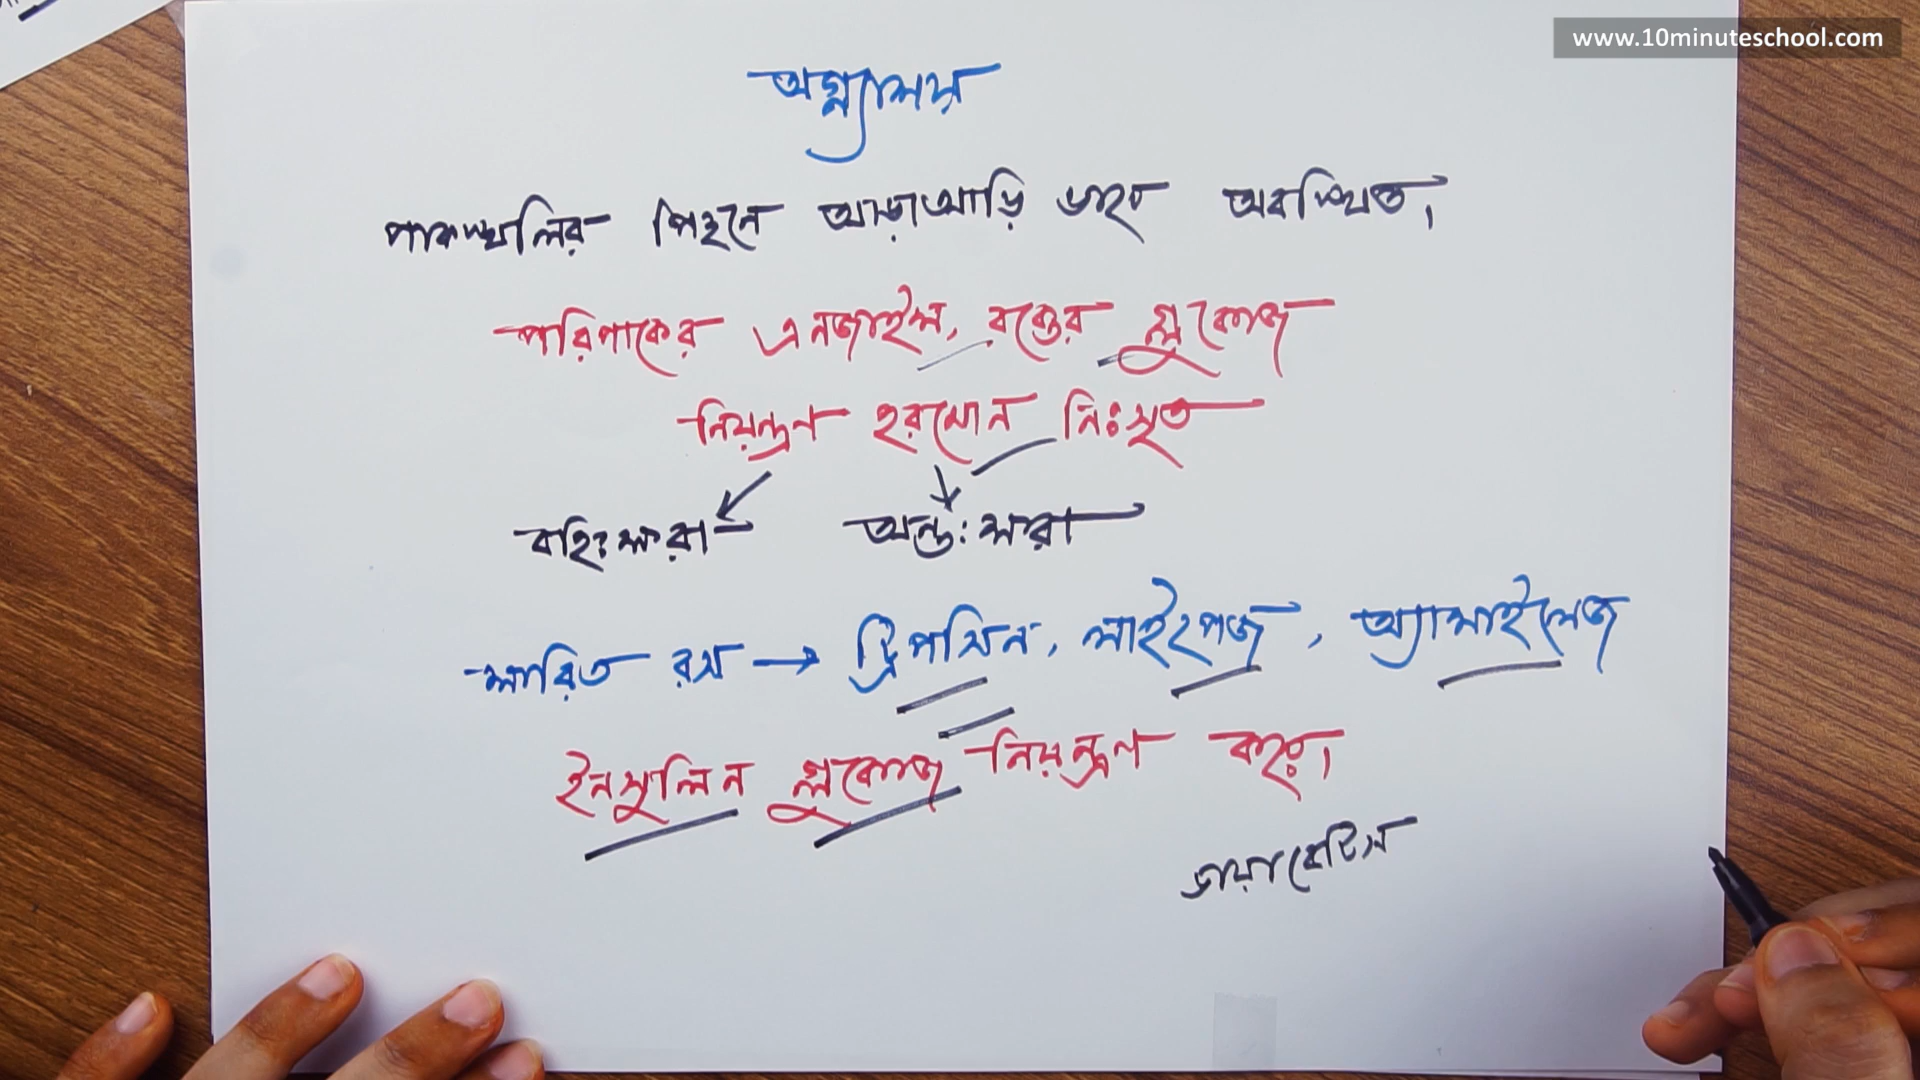 www.10minuteschool.com
অগ্ন্যাশয়
পাকস্থলির পিছনে আড়াআড়ি ভাবে অবস্থিত।
পরিপাকের এনজাইম, রক্তের গ্লুকোজ
নিয়ন্ত্রণ হরমোন নিঃসৃত
বহিঃক্ষরা অন্তঃক্ষরা
ক্ষরিত রস → ট্রিপসিন, লাইপেজ, অ্যামাইলেজ
ইনসুলিন গ্লুকোজ নিয়ন্ত্রণ করে।
ডায়াবেটিস